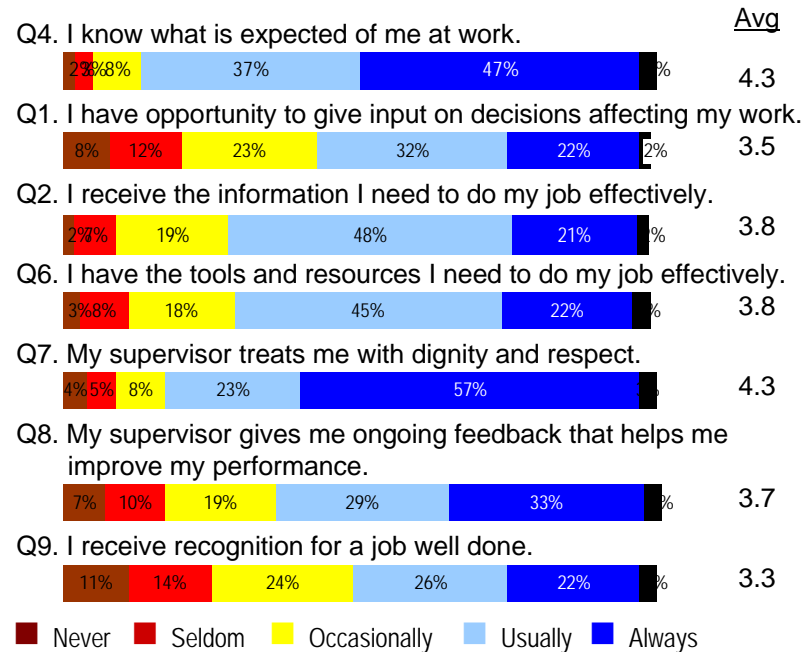 Avg
Q4. I know what is expected of me at work.
2% 3% 8% 37% 47% %
4.3
Q1. I have opportunity to give input on decisions affecting my work.
8% 12% 23% 32% 22% 2%
3.5
Q2. I receive the information I need to do my job effectively.
2% 7% 19% 48% 21% 2%
3.8
Q6. I have the tools and resources I need to do my job effectively.
3% 8% 18% 45% 22% %
3.8
Q7. My supervisor treats me with dignity and respect.
4% 5% 8% 23% 57% %
4.3
Q8. My supervisor gives me ongoing feedback that helps me
improve my performance.
7% 10% 19% 29% 33% %
3.7
Q9. I receive recognition for a job well done.
11% 14% 24% 26% 22% %
3.3
Never Seldom Occasionally Usually Always